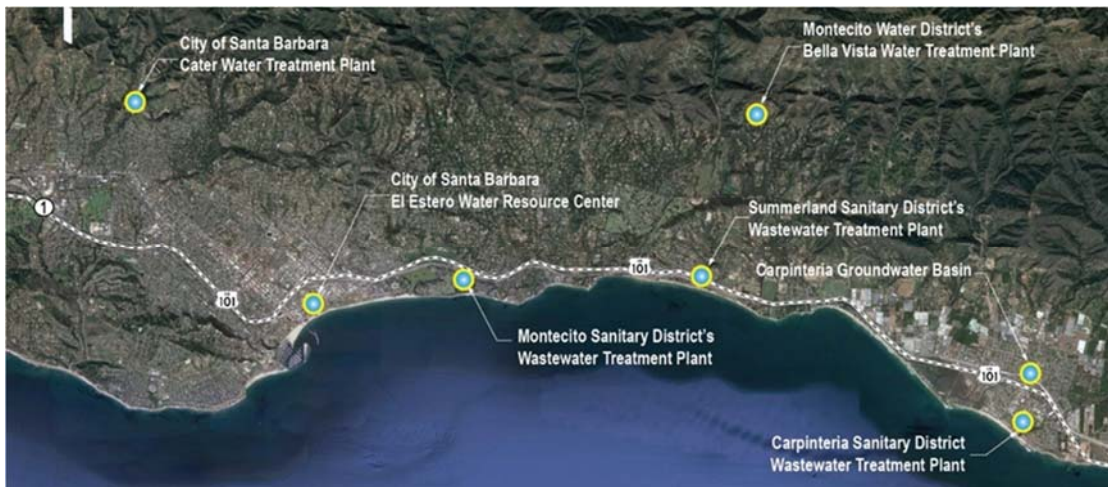 City of Santa Barbara
Cater Water Treatment Plant
Montecito Water District's
Bella Vista Water Treatment Plant
City of Santa Barbara
El Estero Water Resource Center
1
Summerland Sanitary District's
Wastewater Treatment Plant
101
Carpinteria Groundwater Basin
101
Montecito Sanitary District's
Wastewater Treatment Plant
101
Carpinteria Sanitary District
Wastewater Treatment Plant